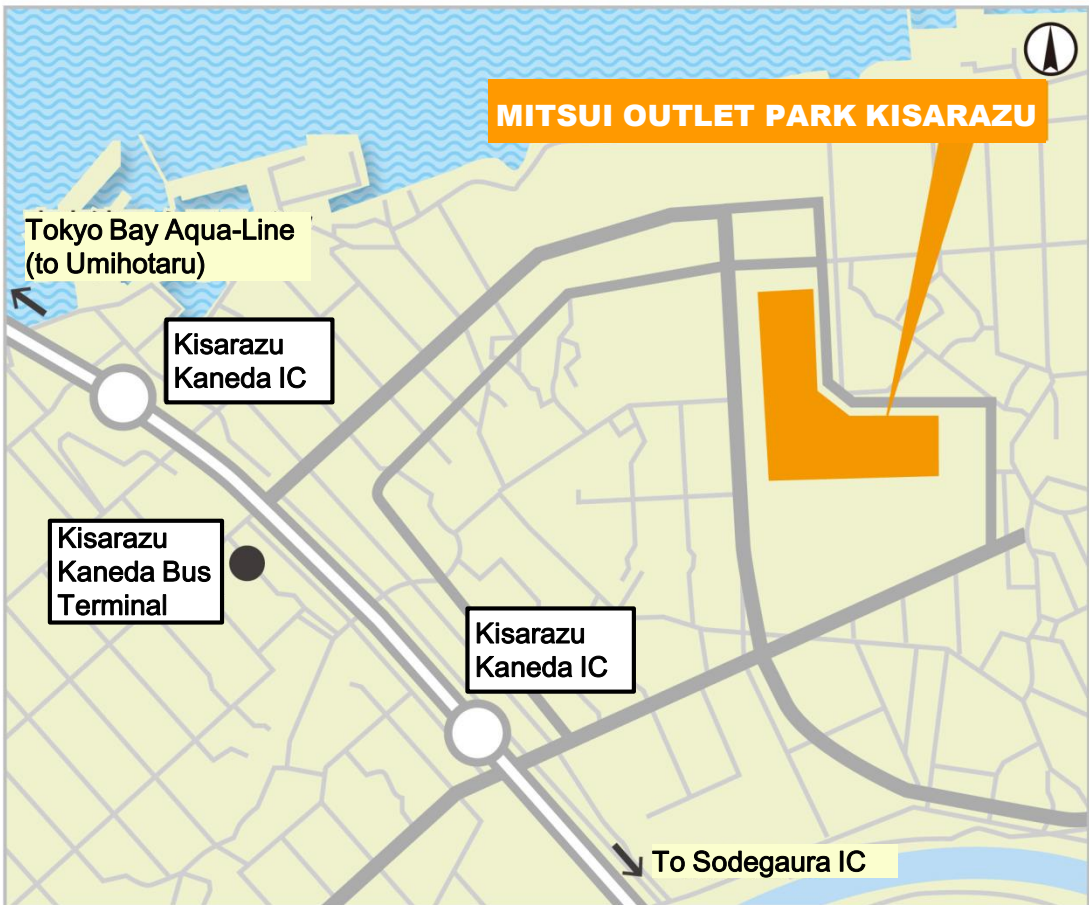 MITSUI OUTLET PARK KISARAZU
Tokyo Bay Aqua-Line
(to Umihotaru)
Kisarazu
Kaneda IC
Kisarazu
Kaneda Bus
Terminal
Kisarazu
Kaneda IC
To Sodegaura IC